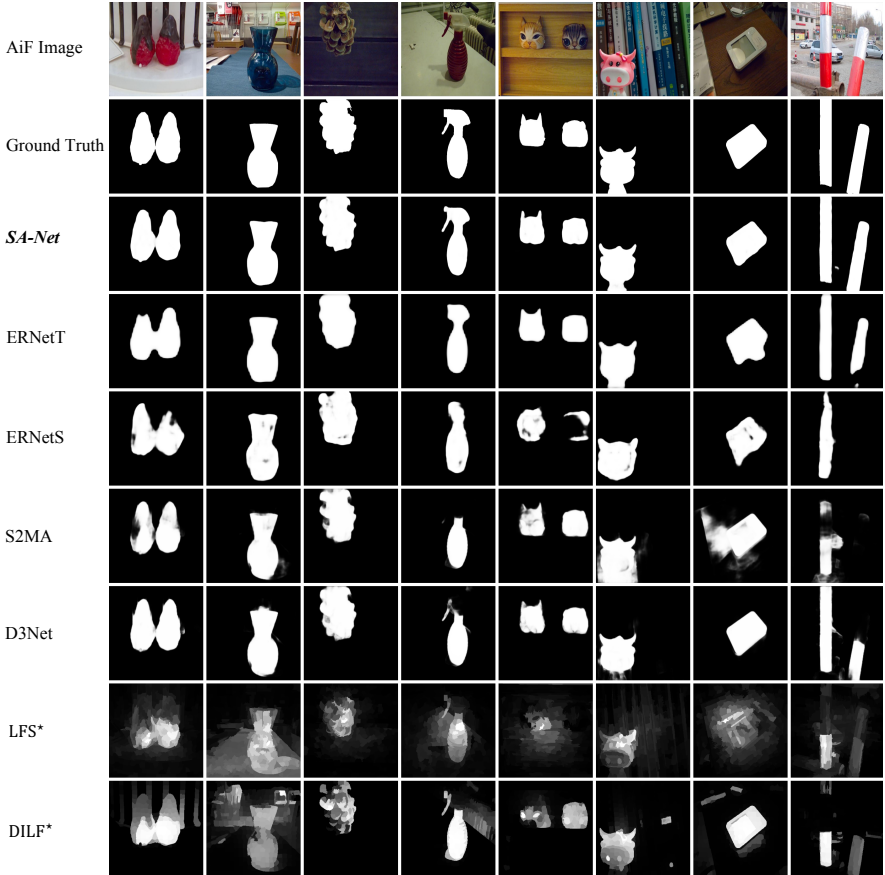 AiF Image
Ground Truth
SA-Net
ERNetT
ERNetS
S2MA
D3Net
LFS★
DILF★